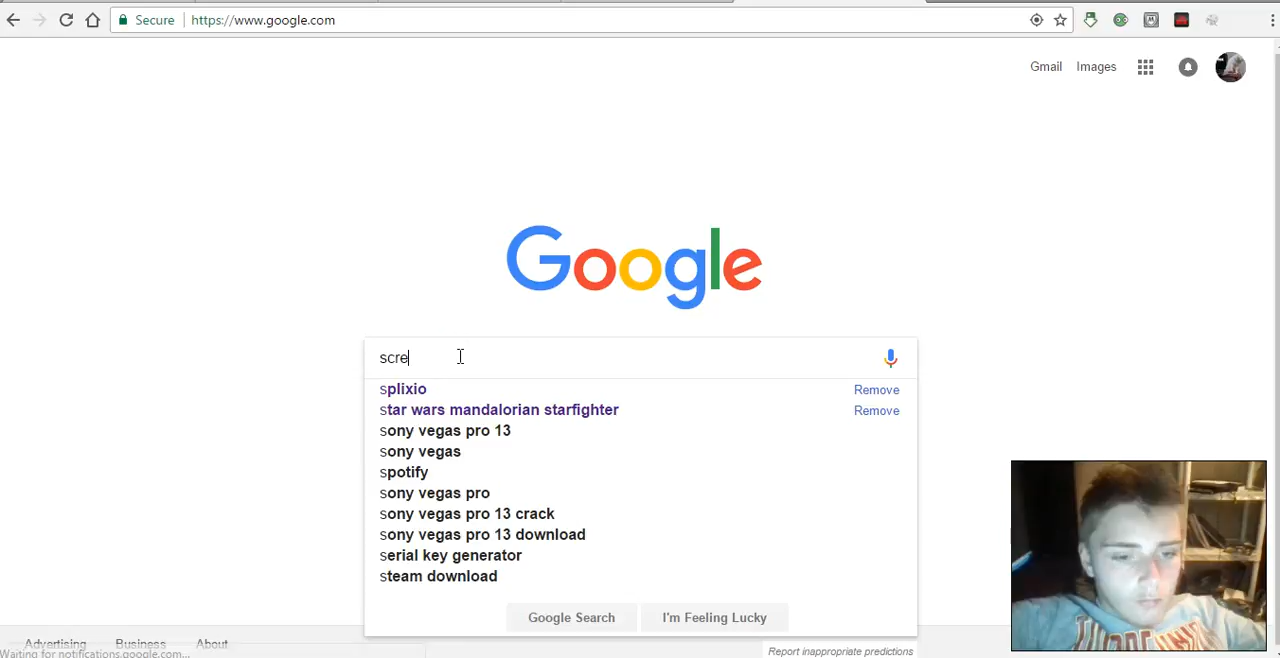 Secure https://www.google.com
Gmail Images
Google
scre
splixio Remove
star wars mandalorian starfighter Remove
sony vegas pro 13
sony vegas
spotify
sony vegas pro
sony vegas pro 13 crack
sony vegas pro 13 download
serial key generator
steam download
Google Search I'm Feeling Lucky
Advertising Business About
Waiting for notifications.google.com...
Report inappropriate predictions